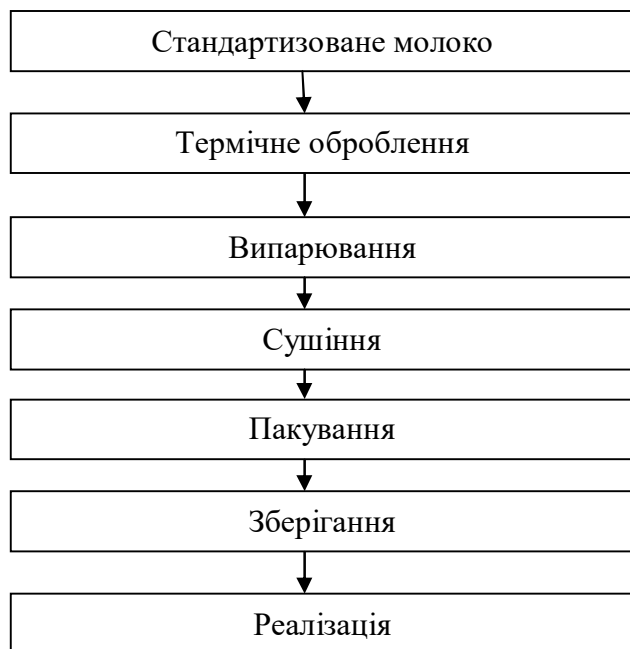 Стандартизоване молоко
Термічне оброблення
Випарювання
Сушіння
Пакування
Зберігання
Реалізація